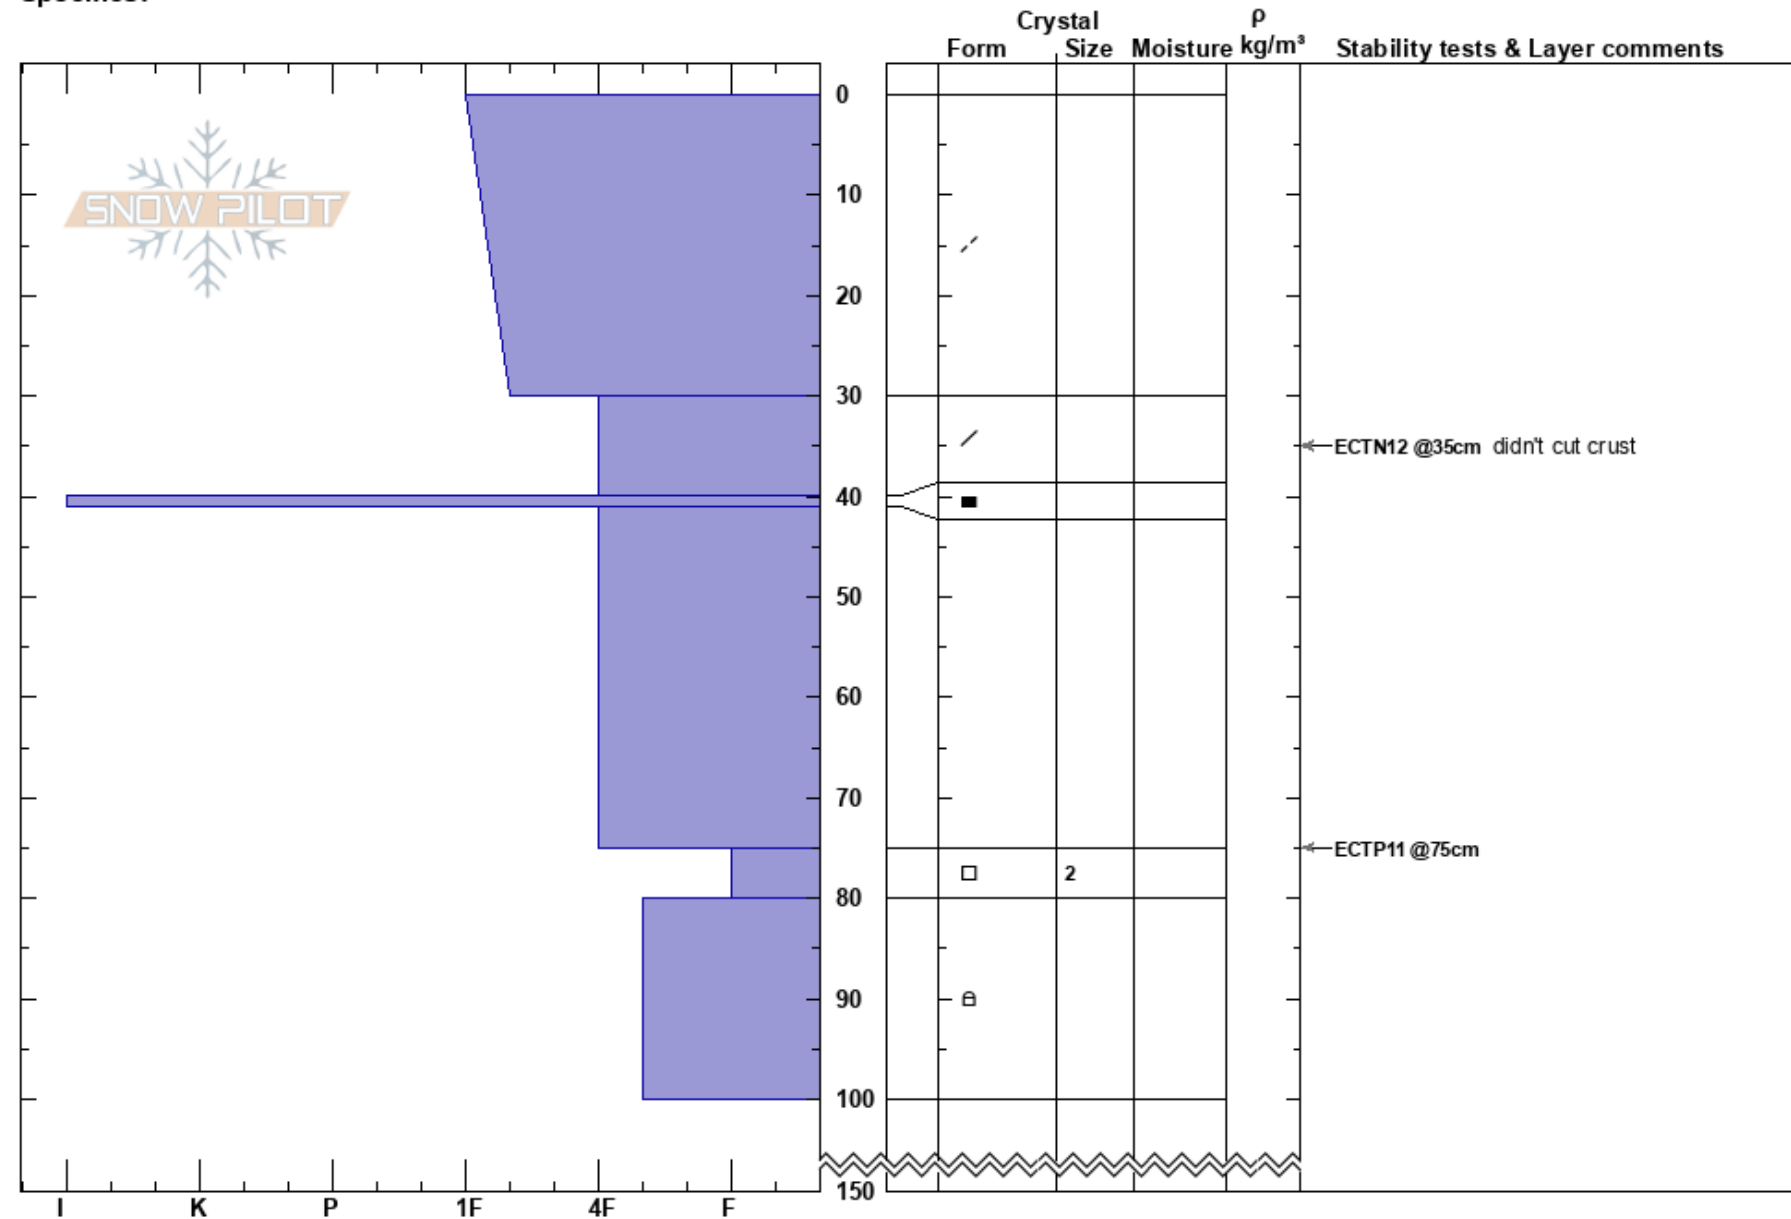 Crystal ρ
Form Size Moisture kg/m³ Stability tests & Layer comments
0
SNOW PILOT
10
20
30
ECTN12 @35cm didn't cut crust
40
50
60
70
ECTP11 @75cm
2
80
90
100
150
I K P 1F 4F F